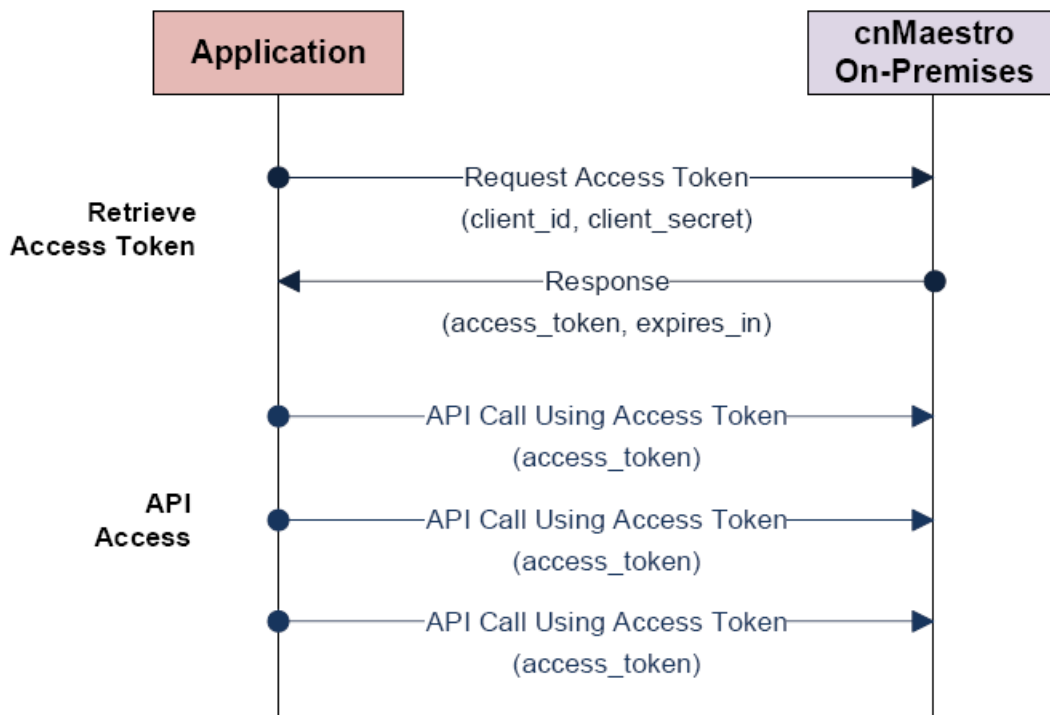 Application
cnMaestro
On-Premises
Request Access Token
(client_id, client_secret)
Retrieve
Access Token
Response
(access_token, expires_in)
API Call Using Access Token
(access_token)
API
Access
API Call Using Access Token
(access_token)
API Call Using Access Token
(access_token)